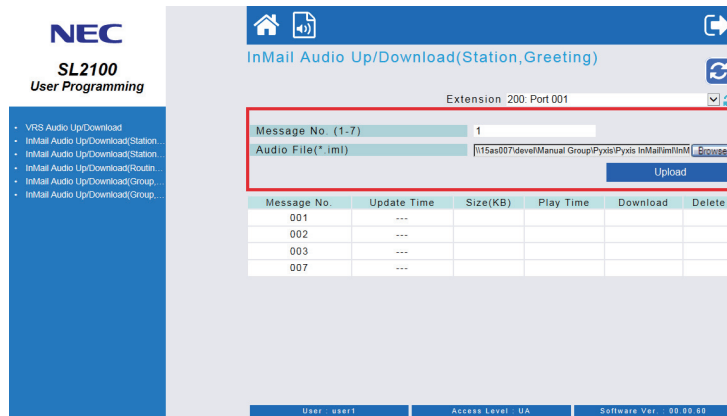 NEC
SL2100
User Programming
• VRS Audio Up/Download
• InMail Audio Up/Download(Station...
• InMail Audio Up/Download(Station...
• InMail Audio Up/Download(Routin...
• InMail Audio Up/Download(Group,...
• InMail Audio Up/Download(Group,...
InMail Audio Up/Download(Station,Greeting)
Extension 200: Port 001
Message No. (1-7) 1
Audio File(*.iml) \\15as007\devel\Manual Group\Pyxis\Pyxis InMail\iml\InM Browse
Upload
Message No. Update Time Size(KB) Play Time Download Delete
001 ---
002 ---
003 ---
007 ---
User : user1 Access Level : UA Software Ver. : 00.00.60